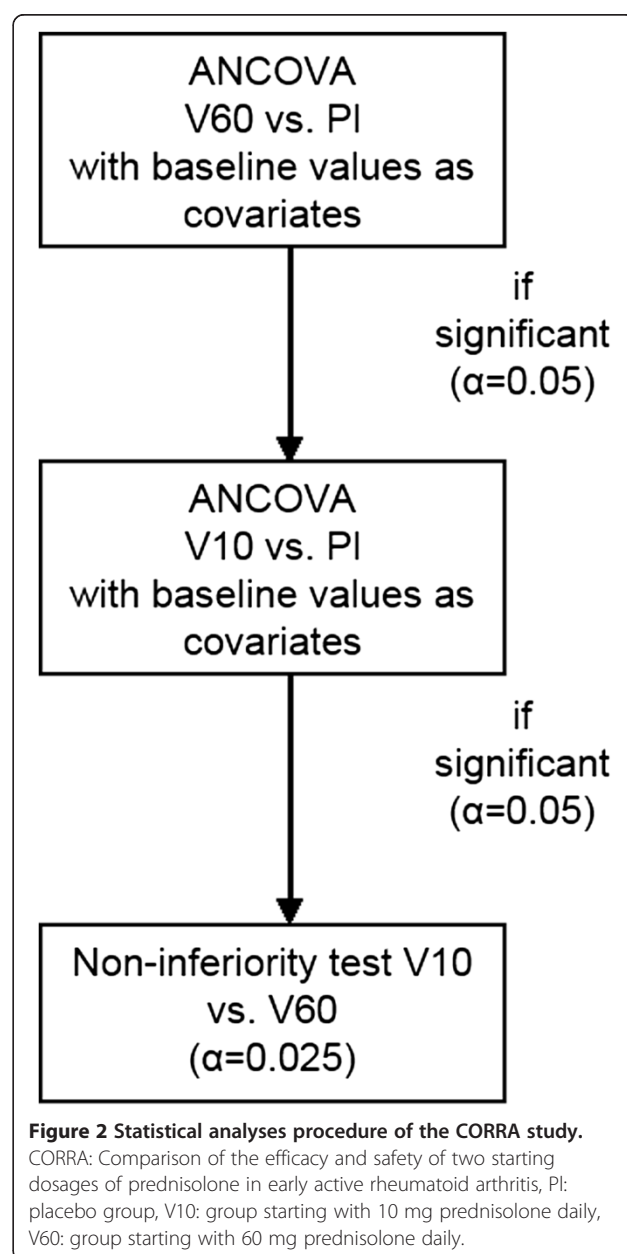 ANCOVA
V60 vs. Pl
with baseline values as
covariates
if
significant
(α=0.05)
ANCOVA
V10 vs. Pl
with baseline values as
covariates
if
significant
(α=0.05)
Non-inferiority test V10
vs. V60
(α=0.025)
Figure 2 Statistical analyses procedure of the CORRA study.
CORRA: Comparison of the efficacy and safety of two starting
dosages of prednisolone in early active rheumatoid arthritis, Pl:
placebo group, V10: group starting with 10 mg prednisolone daily,
V60: group starting with 60 mg prednisolone daily.